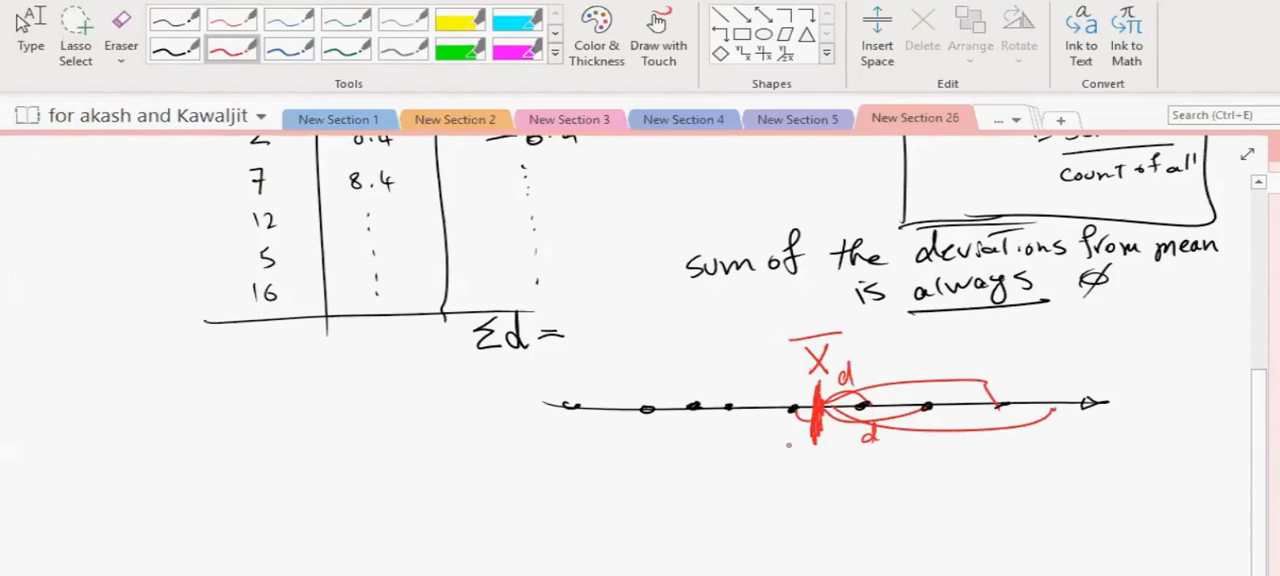 Type
Lasso Select
Eraser
Color & Thickness
Draw with Touch
Insert Space
Delete
Arrange
Rotate
Ink to Text
Ink to Math
Tools
Shapes
Edit
Convert
for akash and Kawaljit
New Section 1
New Section 2
New Section 3
New Section 4
New Section 5
New Section 26
...
+
Search (Ctrl+E)
7 8.4
12
5
16
Σd =
count of all
sum of the deviations from mean
is always 0
X
d
d